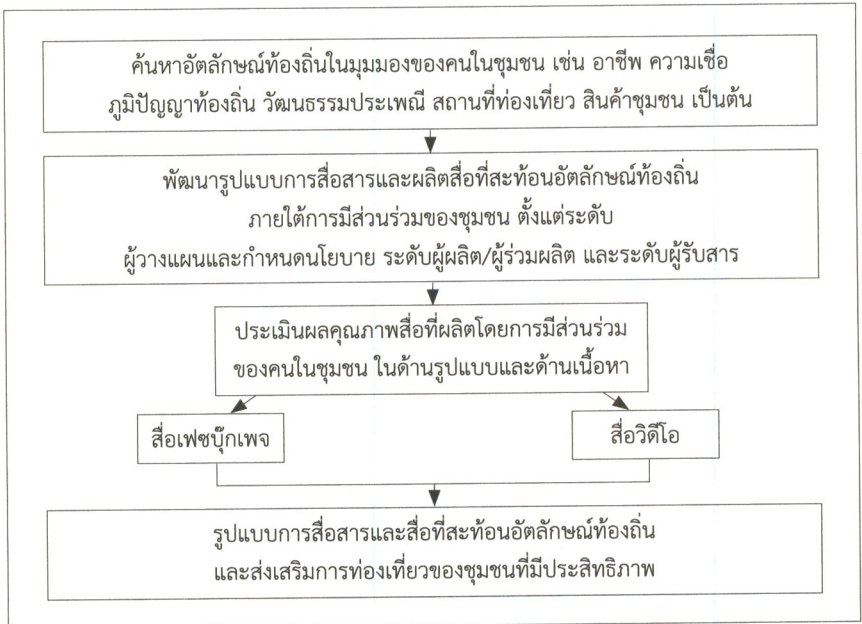 ค้นหาอัตลักษณ์ท้องถิ่นในมุมมองของคนในชุมชน เช่น อาชีพ ความเชื่อ
ภูมิปัญญาท้องถิ่น วัฒนธรรมประเพณี สถานที่ท่องเที่ยว สินค้าชุมชน เป็นต้น
พัฒนารูปแบบการสื่อสารและผลิตสื่อที่สะท้อนอัตลักษณ์ท้องถิ่น
ภายใต้การมีส่วนร่วมของชุมชน ตั้งแต่ระดับ
ผู้วางแผนและกำหนดนโยบาย ระดับผู้ผลิต/ผู้ร่วมผลิต และระดับผู้รับสาร
ประเมินผลคุณภาพสื่อที่ผลิตโดยการมีส่วนร่วม
ของคนในชุมชน ในด้านรูปแบบและด้านเนื้อหา
สื่อเฟซบุ๊กเพจ
สื่อวิดีโอ
รูปแบบการสื่อสารและสื่อที่สะท้อนอัตลักษณ์ท้องถิ่น
และส่งเสริมการท่องเที่ยวของชุมชนที่มีประสิทธิภาพ